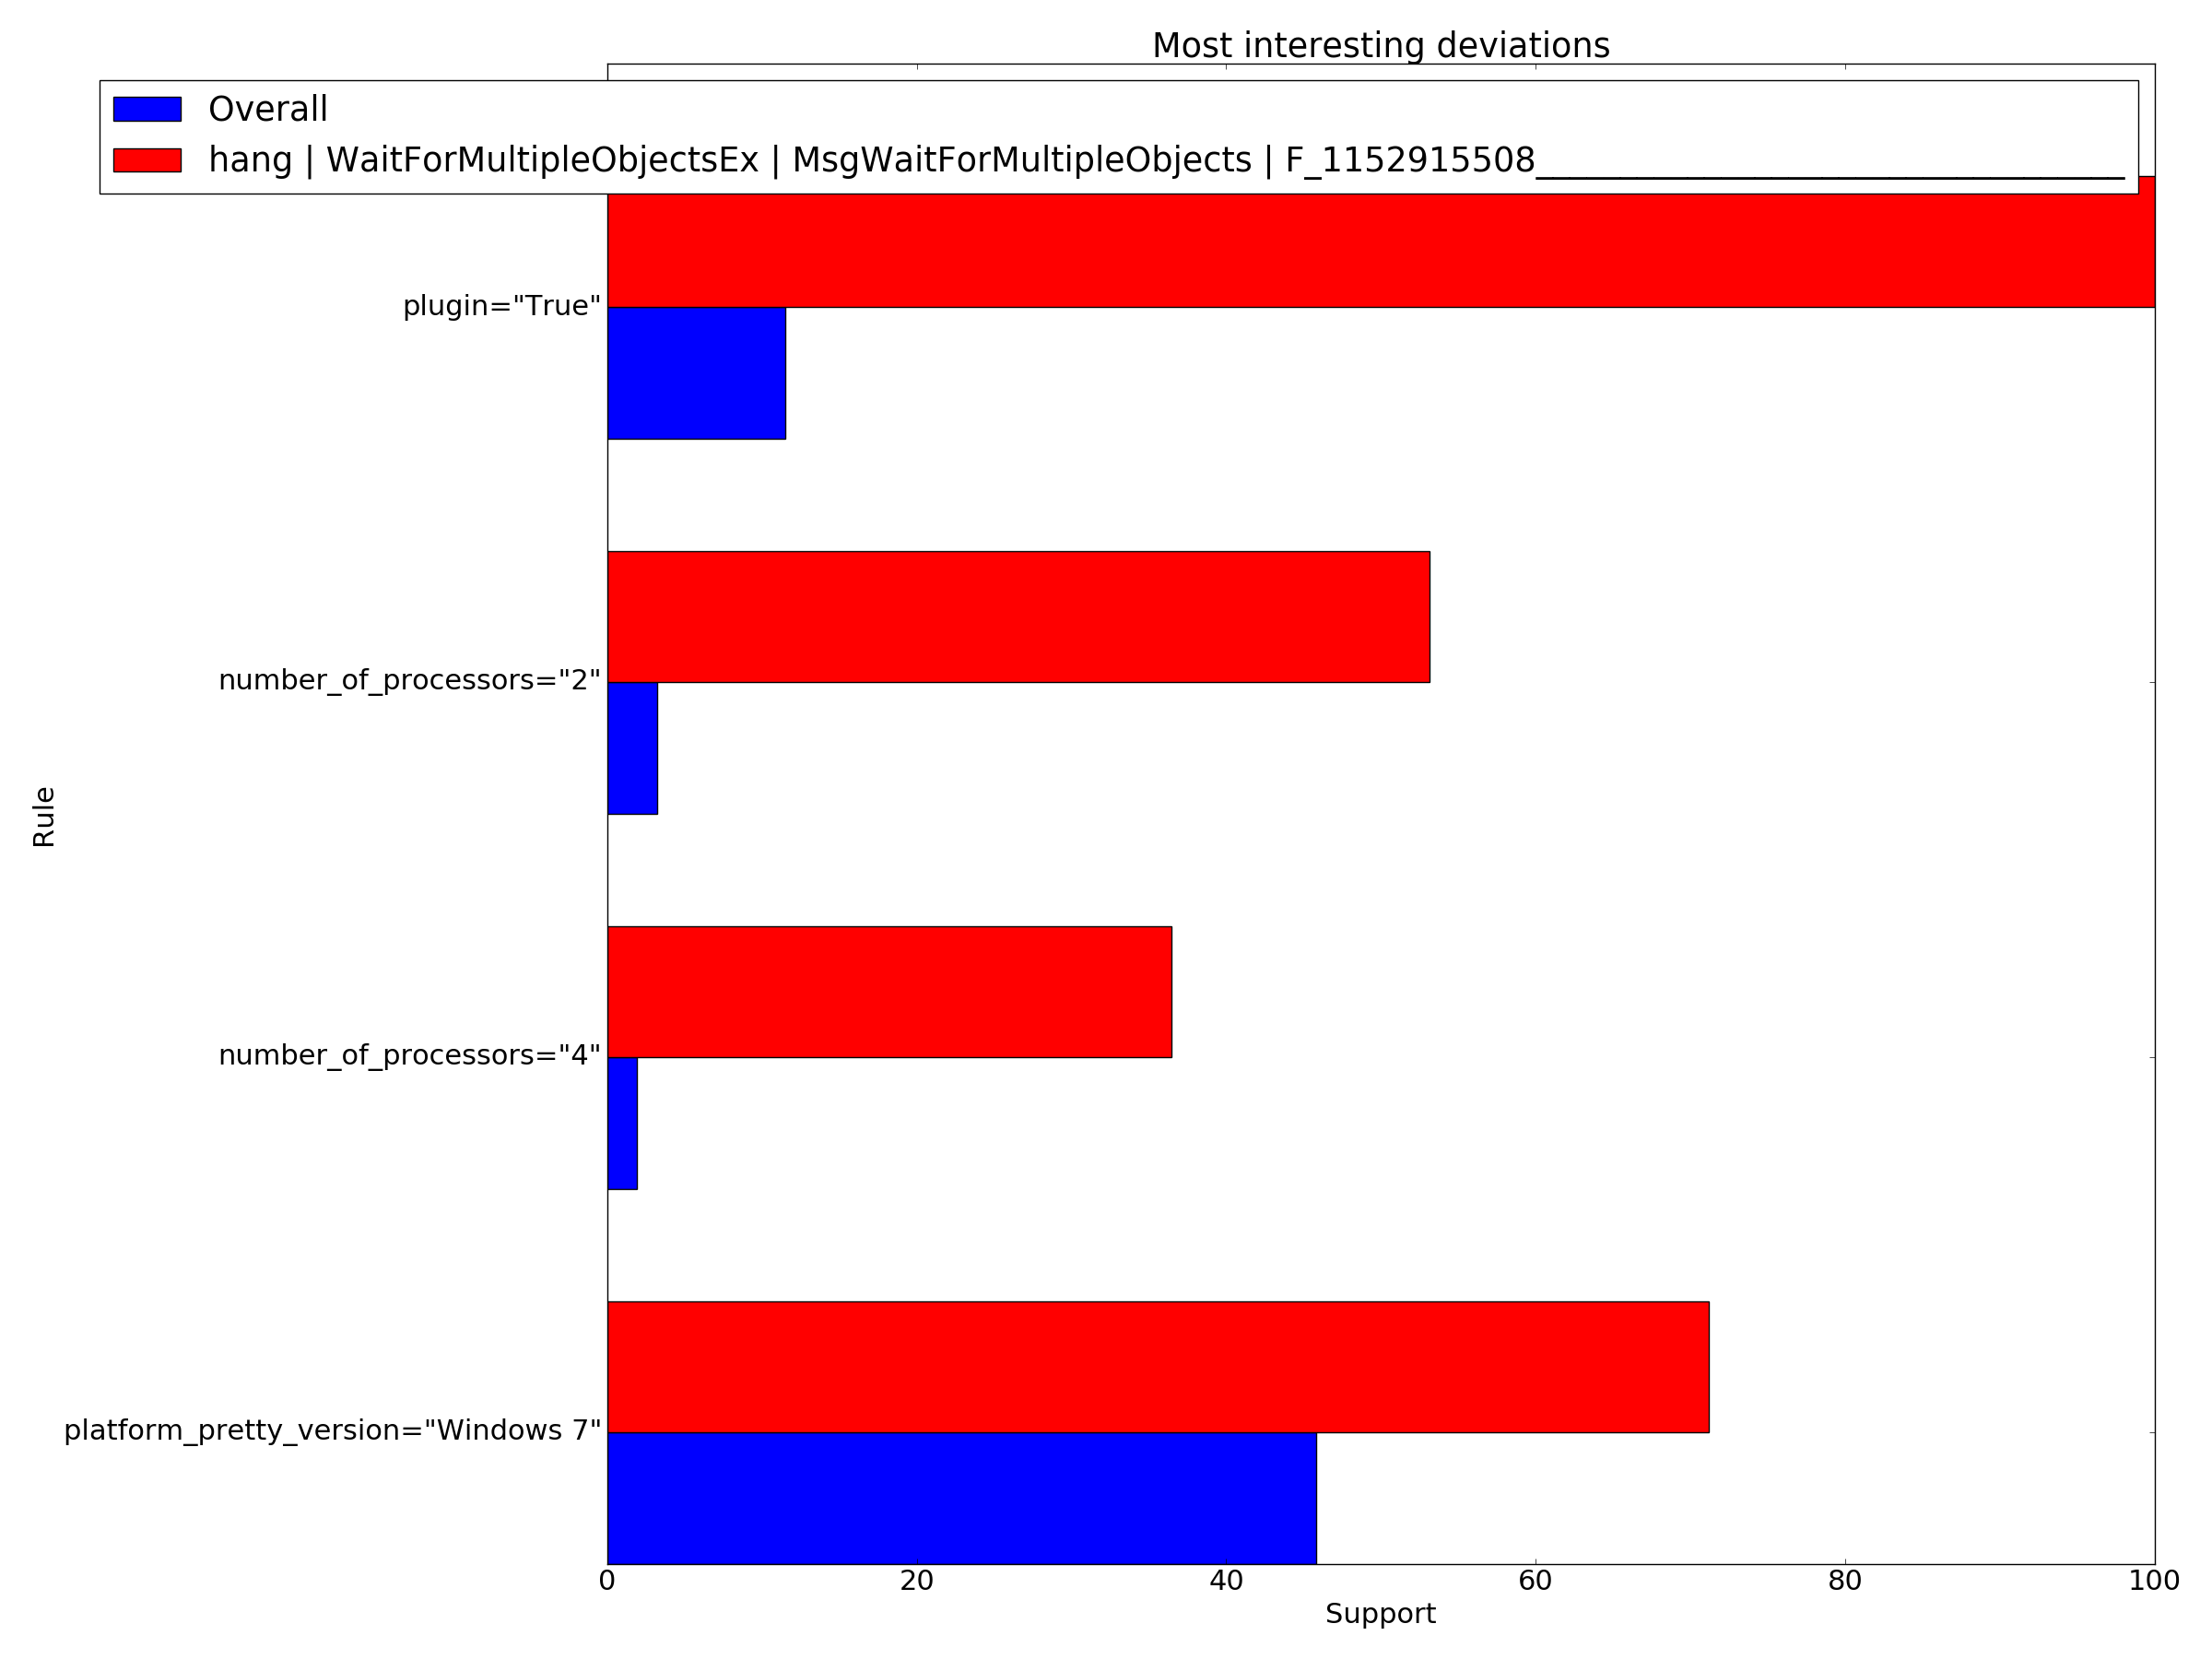 Most interesting deviations
Overall
hang | WaitForMultipleObjectsEx | MsgWaitForMultipleObjects | F_1152915508___________________________________
plugin="True"
number_of_processors="2"
Rule
number_of_processors="4"
platform_pretty_version="Windows 7"
0 20 40 60 80 100
Support